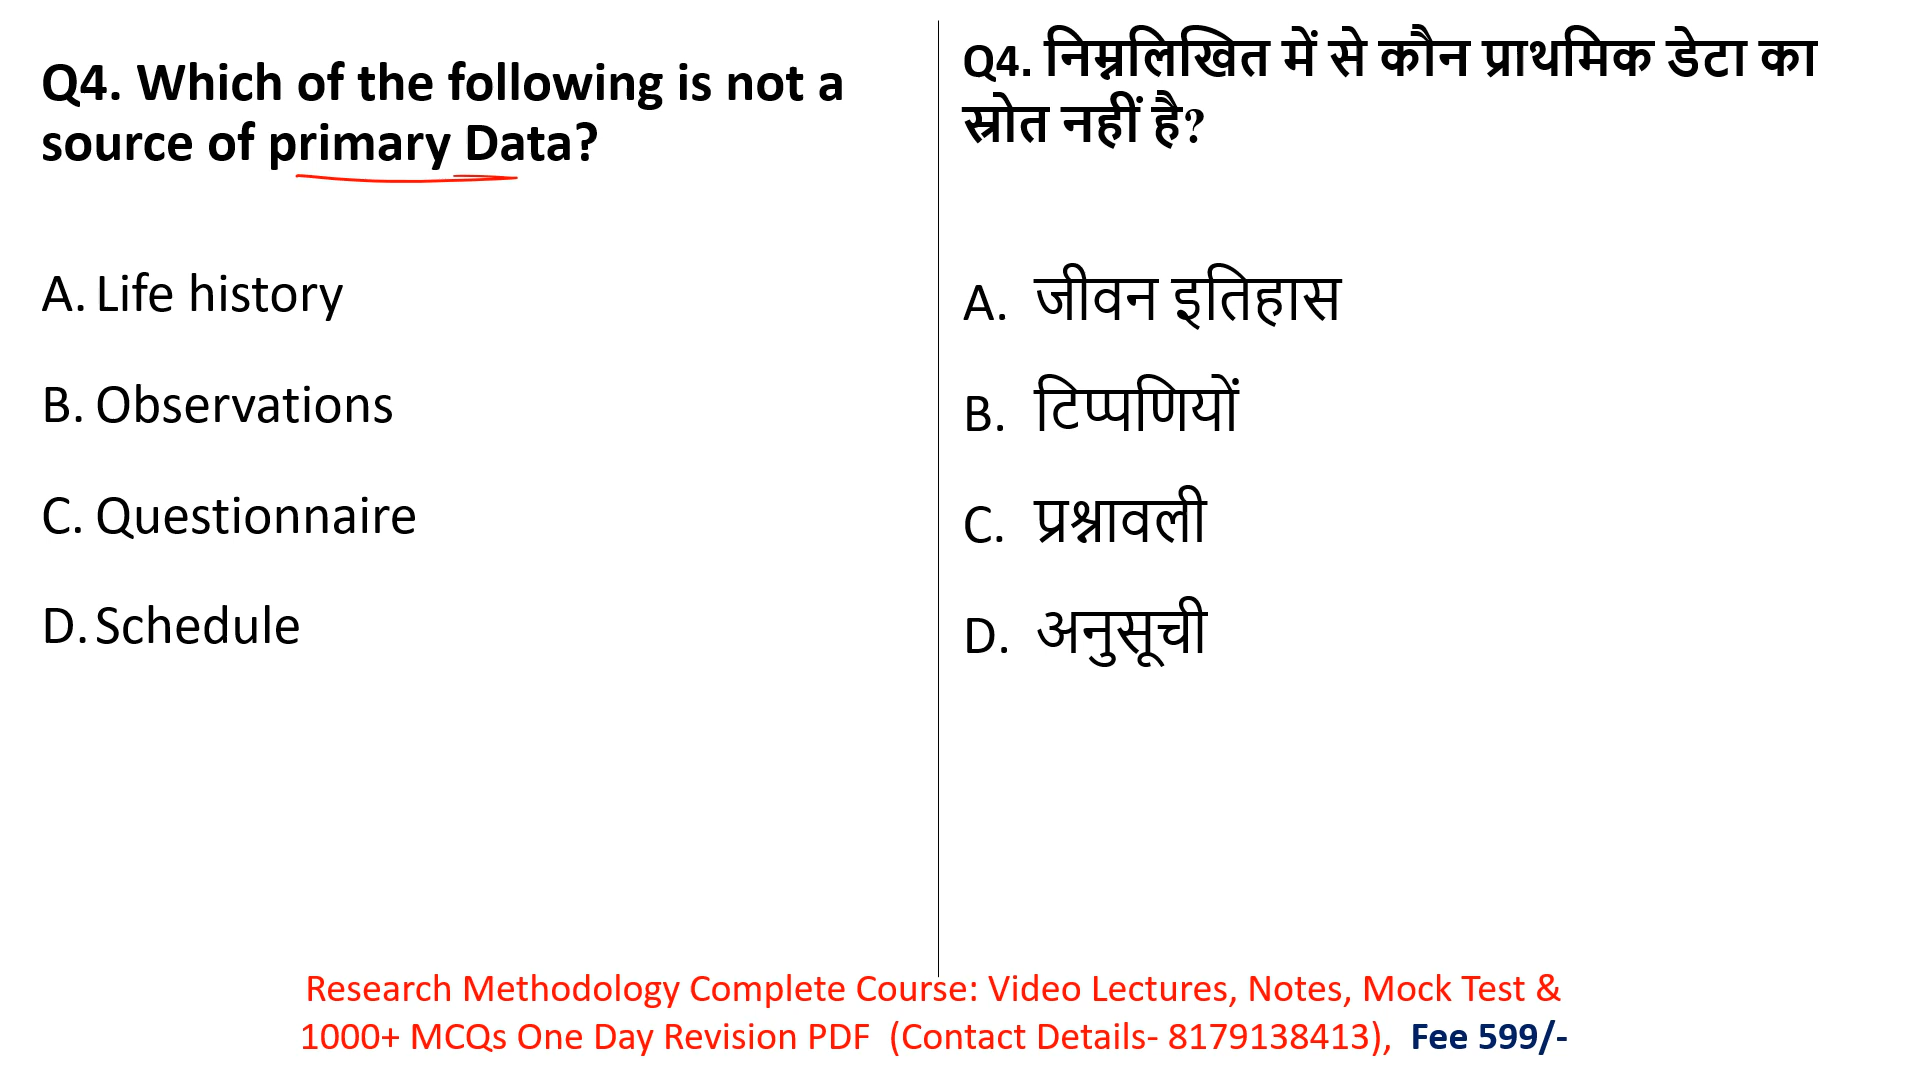 Q4. Which of the following is not a
source of primary Data?
A. Life history
B. Observations
C. Questionnaire
D. Schedule
Q4. निम्नलिखित में से कौन प्राथमिक डेटा का
स्रोत नहीं है?
A. जीवन इतिहास
B. टिप्पणियों
C. प्रश्नावली
D. अनुसूची
Research Methodology Complete Course: Video Lectures, Notes, Mock Test &
1000+ MCQs One Day Revision PDF (Contact Details- 8179138413), Fee 599/-